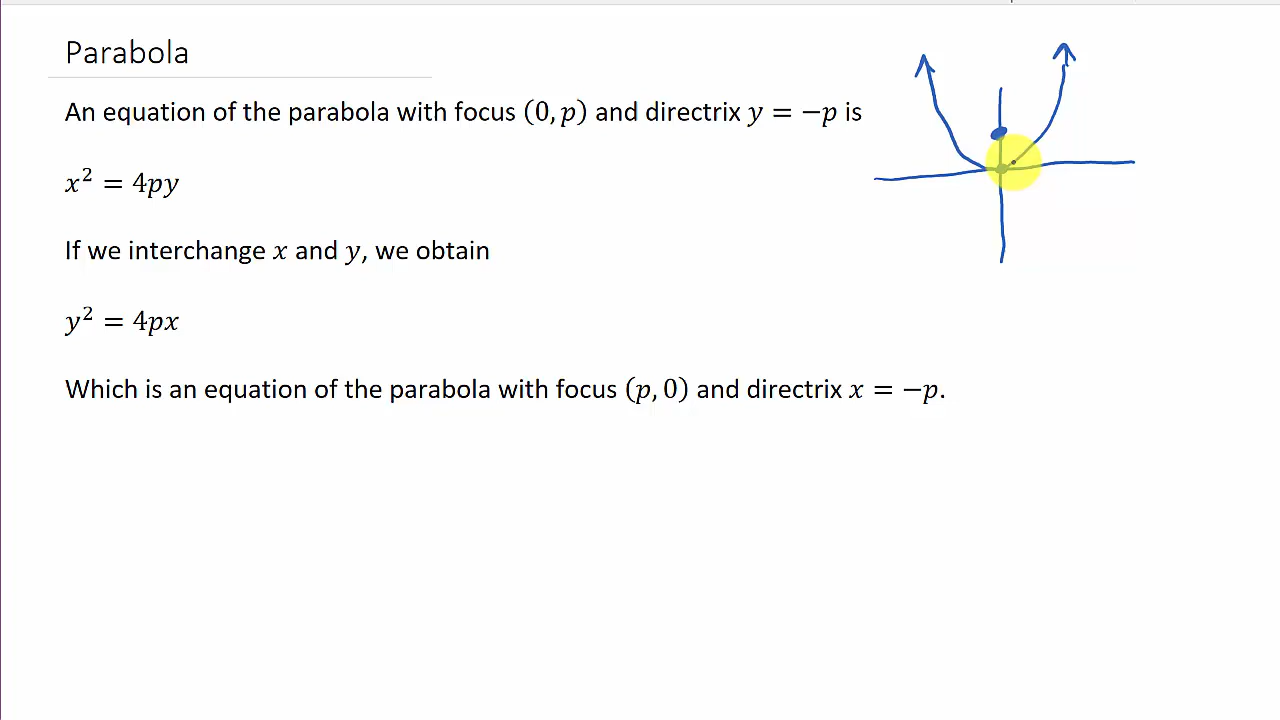 Parabola
An equation of the parabola with focus (0, p) and directrix y = −p is
x² = 4py
If we interchange x and y, we obtain
y² = 4px
Which is an equation of the parabola with focus (p, 0) and directrix x = −p.